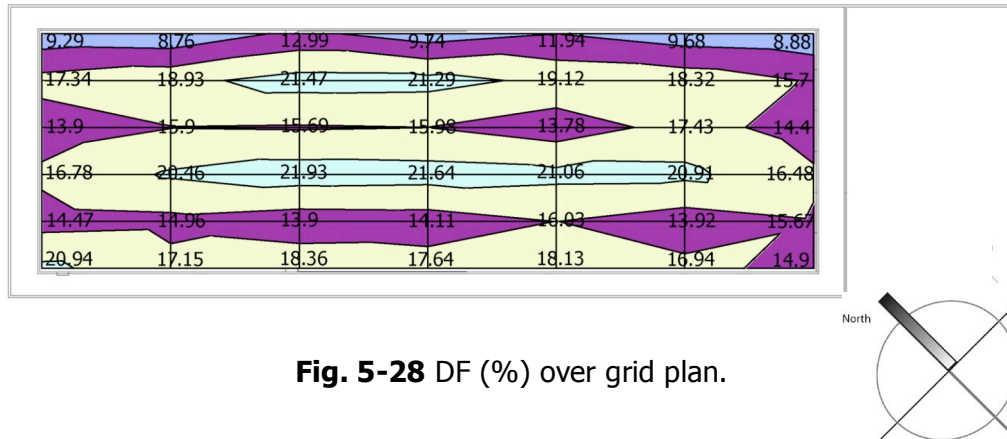 9.29 8.76 12.99 9.74 11.94 9.68 8.88
17.34 18.93 21.47 21.29 19.12 18.32 15.7
13.9 15.9 15.69 15.98 13.78 17.43 14.4
16.78 20.46 21.93 21.64 21.06 20.91 16.48
14.47 14.96 13.9 14.11 16.03 13.92 15.67
20.94 17.15 18.36 17.64 18.13 16.94 14.9
North
Fig. 5-28 DF (%) over grid plan.